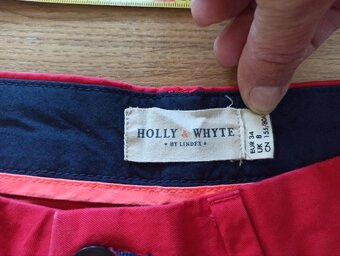 HOLLY & WHYTE
• BY LINDEX •
EUR 34
UK 8
CN 155/80A